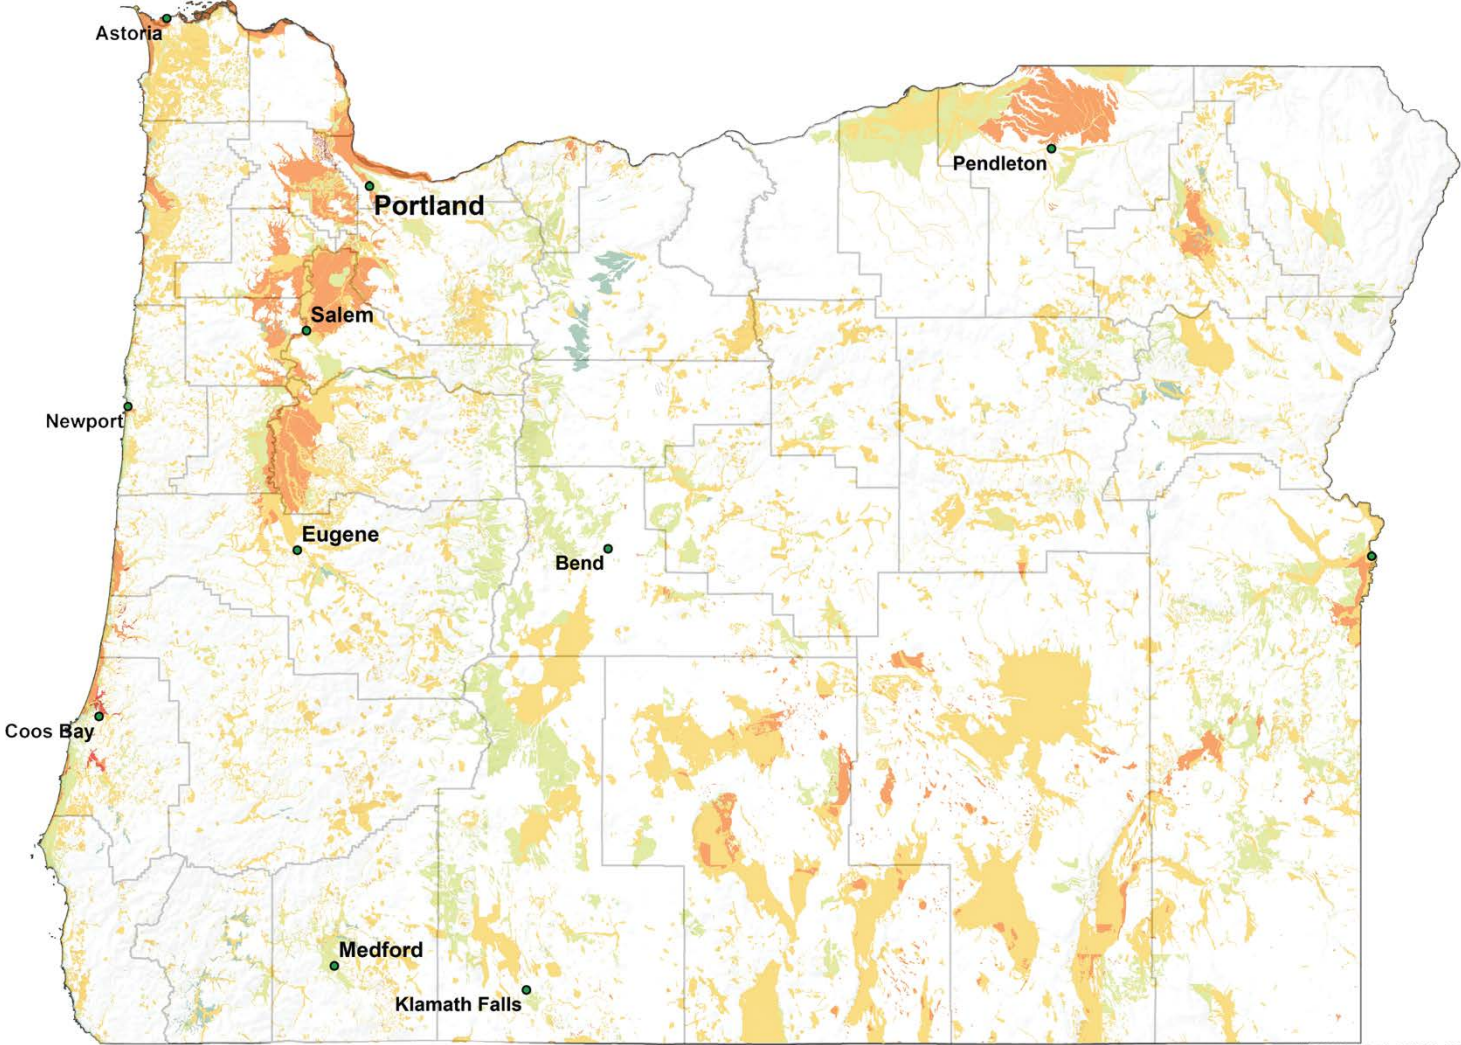 Astoria
Pendleton
Portland
Salem
Newport
Eugene
Bend
Coos Bay
Medford
Klamath Falls